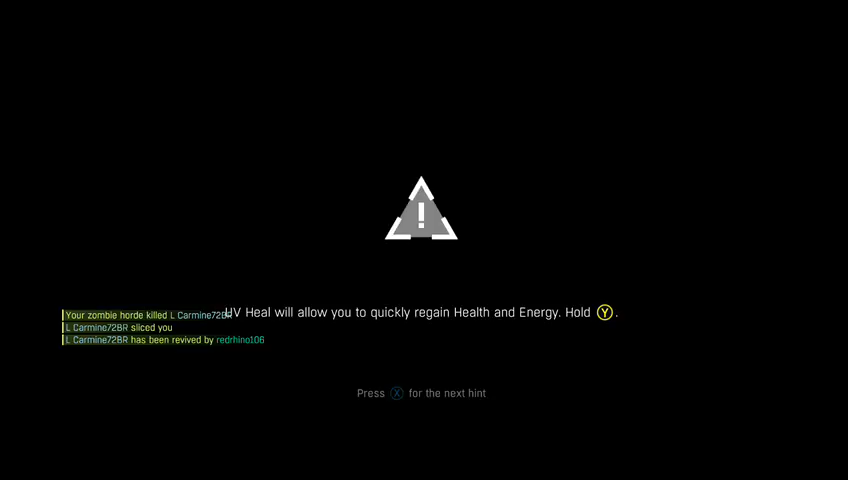 Your zombie horde killed L Carmine72BR
UV Heal will allow you to quickly regain Health and Energy. Hold Y.
L Carmine72BR sliced you
L Carmine72BR has been revived by redrhino106
Press X for the next hint